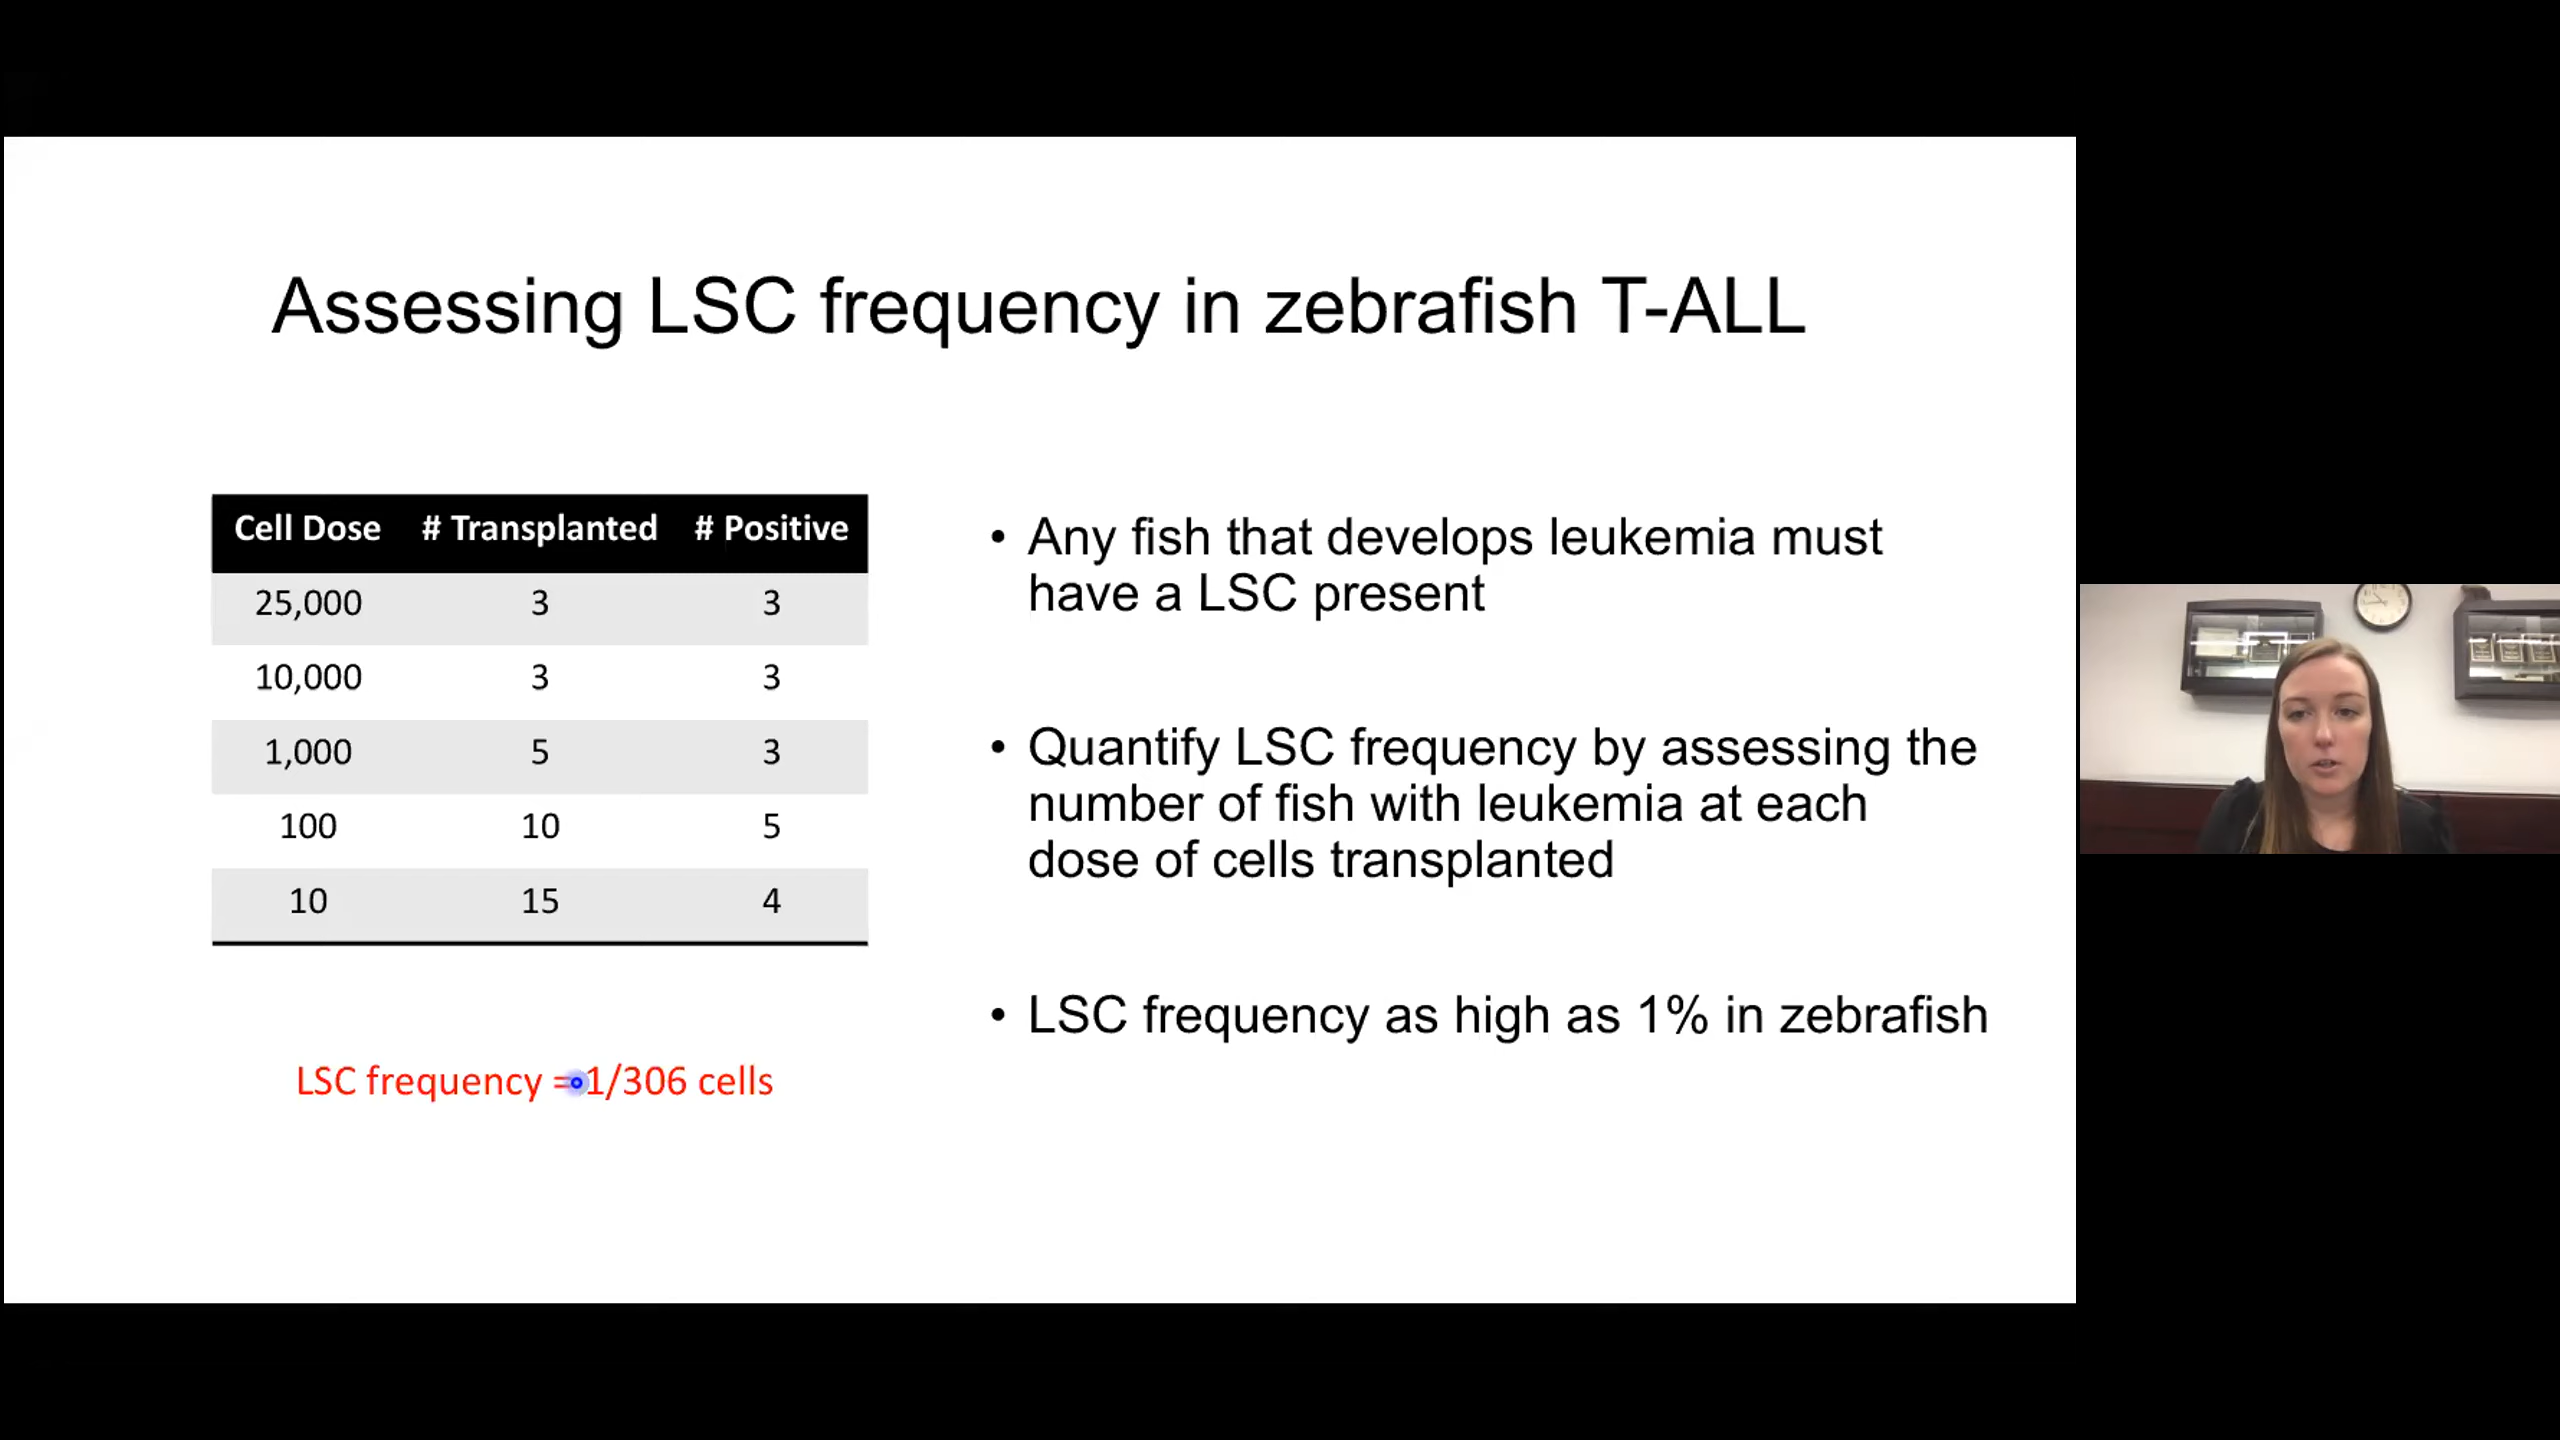 Assessing LSC frequency in zebrafish T-ALL
Cell Dose # Transplanted # Positive
25,000 3 3
10,000 3 3
1,000 5 3
100 10 5
10 15 4
LSC frequency = 1/306 cells
• Any fish that develops leukemia must
have a LSC present
• Quantify LSC frequency by assessing the
number of fish with leukemia at each
dose of cells transplanted
• LSC frequency as high as 1% in zebrafish